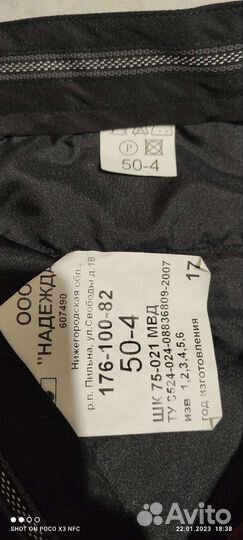 50-4
ООО
"НАДЕЖДА
607490
Нижегородская обл.,
р.п. Пильна, ул.Свободы д.18
176-100-82
50-4
ШК 75-021 МВД
ТУ 8524-024-08836809-2007
изв 1,2,3,4,5,6
год изготовления 17
SHOT ON POCO X3 NFC
22.01.2023 18:38
Avito